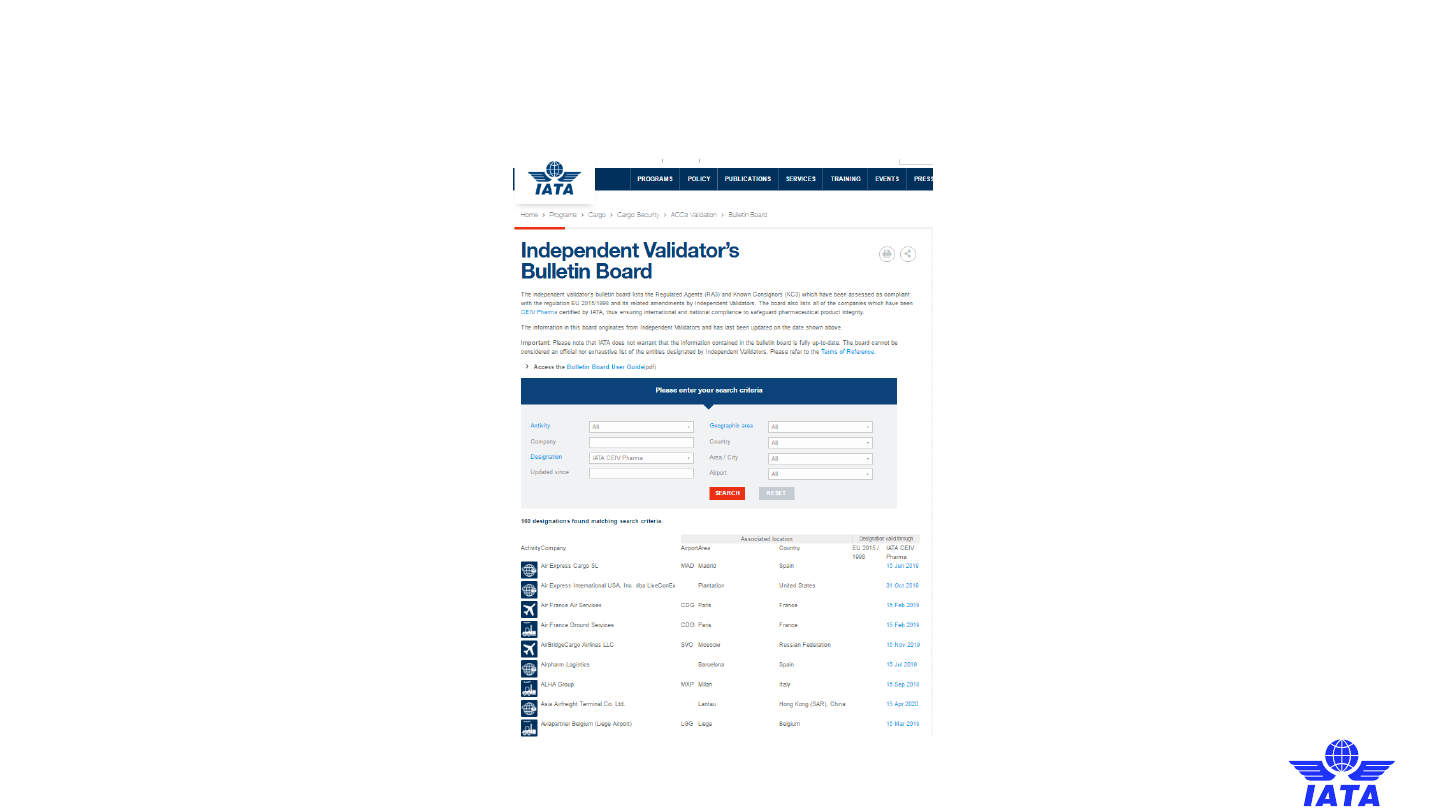 IATA
PROGRAMS POLICY PUBLICATIONS SERVICES TRAINING EVENTS PRESS
Home > Programs > Cargo > Cargo Security > ACC3 Validation > Bulletin Board
Independent Validator's
Bulletin Board
The independent validator's bulletin board lists the Regulated Agents (RA3) and Known Consignors (KC3) which have been assessed as compliant
with the regulation EU 2015/1998 and its related amendments by Independent Validators. The board also lists all of the companies which have been
CEIV Pharma certified by IATA, thus ensuring international and national compliance to safeguard pharmaceutical product integrity.
The information in this board originates from Independent Validators and has last been updated on the date shown above.
Important: Please note that IATA does not warrant that the information contained in the bulletin board is fully up-to-date. The board cannot be
considered an official nor exhaustive list of the entities designated by Independent Validators. Please refer to the Terms of Reference.
> Access the Bulletin Board User Guide(pdf)
Please enter your search criteria
Activity All Geographic area All
Company Country All
Designation IATA CEIV Pharma Area / City All
Updated since Airport All
SEARCH RESET
designations found matching search criteria.
Associated location Designation valid through
ActivityCompany AirportArea Country EU 2015 / IATA CEIV
1998 Pharma
Air Express Cargo SL MAD Madrid Spain 15 Jun 2019
Air Express International USA, Inc. dba LiveConEx Plantation United States 31 Oct
Air France Air Services CDG Paris France 15 Feb 2019
Air France Ground Services CDG Paris France 15 Feb 2019
AirBridgeCargo Airlines LLC SVO Moscow Russian Federation 15 Nov 2019
Airpharm Logistics Barcelona Spain 15 Jul 2019
ALHA Group MXP Milan Italy 15 Sep
Asia Airfreight Terminal Co. Ltd. Lantau Hong Kong (SAR), China 15 Apr 2020
Aviapartner Belgium (Liege Airport) LGG Liege Belgium 15 Mar 2019
IATA